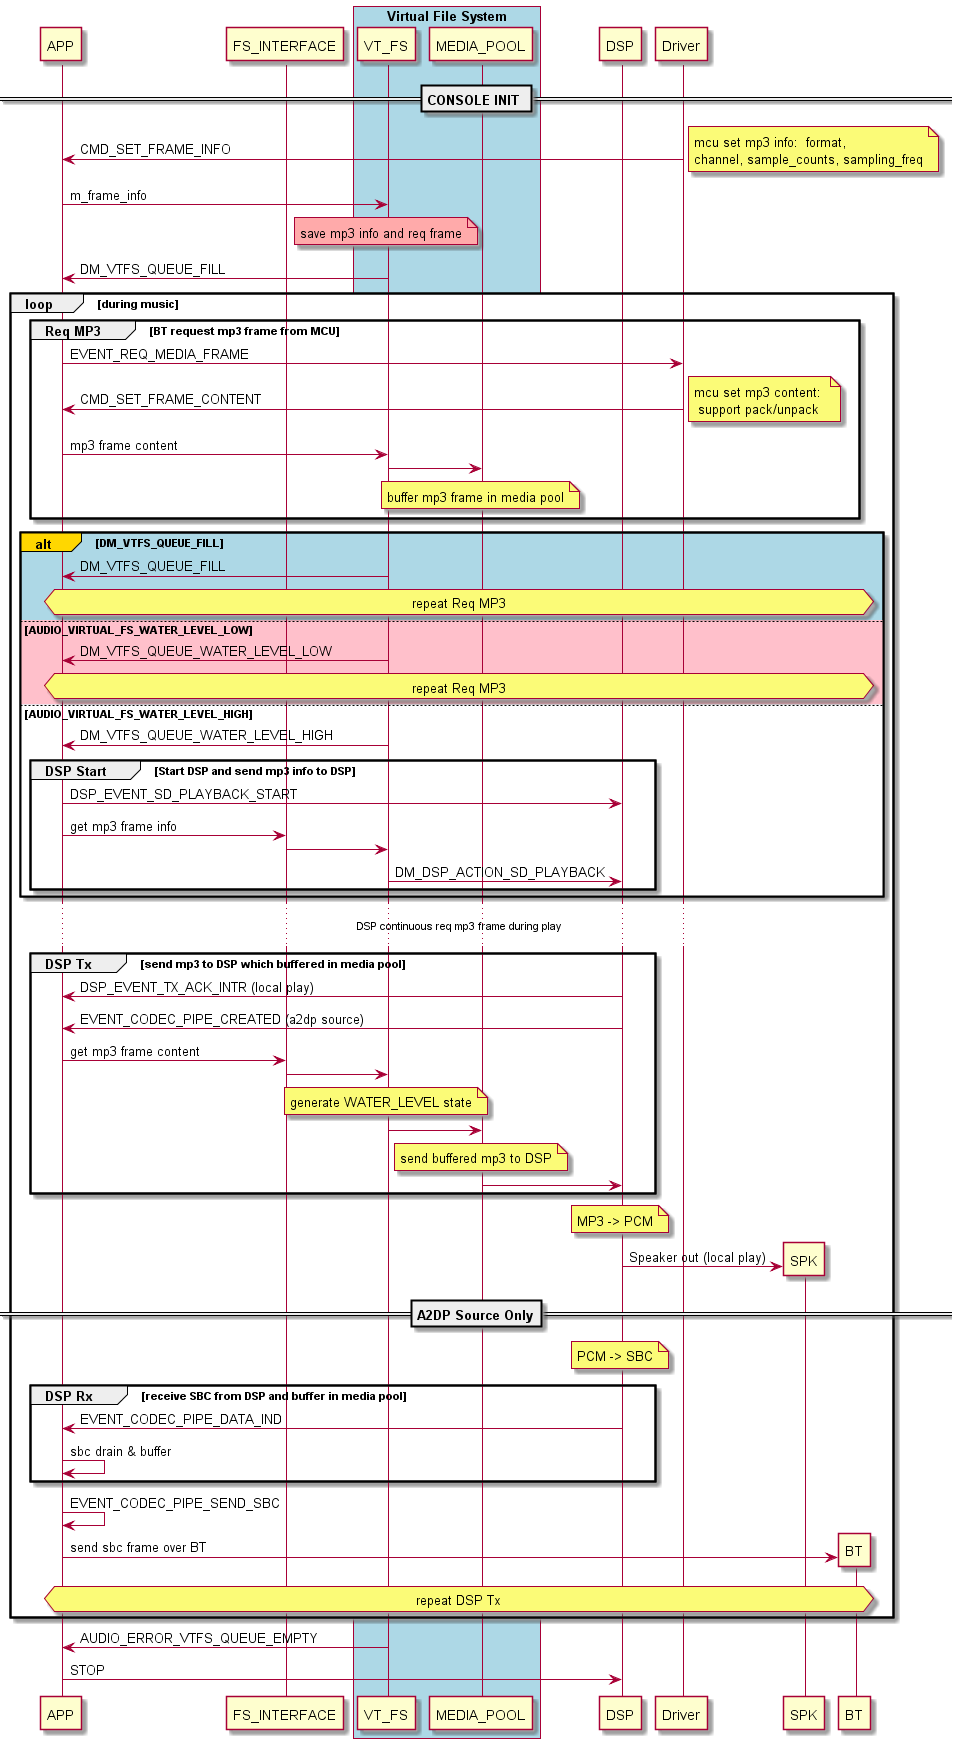 Virtual File System
APP
FS_INTERFACE
VT_FS
MEDIA_POOL
DSP
Driver
CONSOLE INIT
mcu set mp3 info:  format,
channel, sample_counts, sampling_freq
CMD_SET_FRAME_INFO
m_frame_info
save mp3 info and req frame
DM_VTFS_QUEUE_FILL
loop
[during music]
Req MP3
[BT request mp3 frame from MCU]
EVENT_REQ_MEDIA_FRAME
mcu set mp3 content:
support pack/unpack
CMD_SET_FRAME_CONTENT
mp3 frame content
buffer mp3 frame in media pool
alt
[DM_VTFS_QUEUE_FILL]
DM_VTFS_QUEUE_FILL
repeat Req MP3
[AUDIO_VIRTUAL_FS_WATER_LEVEL_LOW]
DM_VTFS_QUEUE_WATER_LEVEL_LOW
repeat Req MP3
[AUDIO_VIRTUAL_FS_WATER_LEVEL_HIGH]
DM_VTFS_QUEUE_WATER_LEVEL_HIGH
DSP Start
[Start DSP and send mp3 info to DSP]
DSP_EVENT_SD_PLAYBACK_START
get mp3 frame info
DM_DSP_ACTION_SD_PLAYBACK
DSP continuous req mp3 frame during play
DSP Tx
[send mp3 to DSP which buffered in media pool]
DSP_EVENT_TX_ACK_INTR (local play)
EVENT_CODEC_PIPE_CREATED (a2dp source)
get mp3 frame content
generate WATER_LEVEL state
send buffered mp3 to DSP
MP3 -> PCM
Speaker out (local play)
SPK
A2DP Source Only
PCM -> SBC
DSP Rx
[receive SBC from DSP and buffer in media pool]
EVENT_CODEC_PIPE_DATA_IND
sbc drain & buffer
EVENT_CODEC_PIPE_SEND_SBC
send sbc frame over BT
BT
repeat DSP Tx
AUDIO_ERROR_VTFS_QUEUE_EMPTY
STOP
APP
FS_INTERFACE
VT_FS
MEDIA_POOL
DSP
Driver
SPK
BT